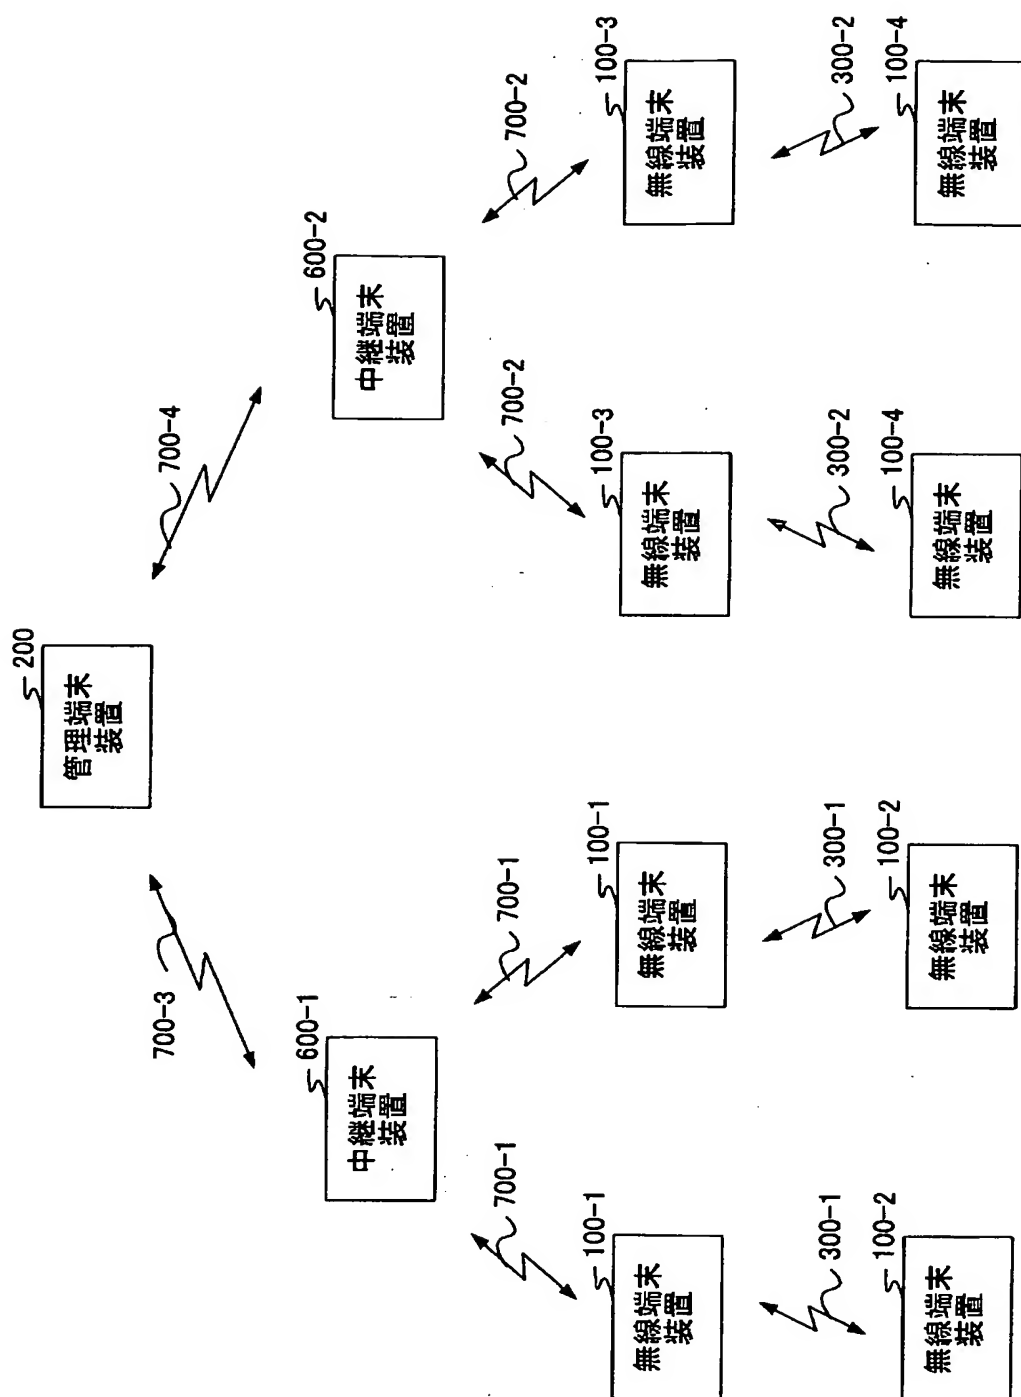 200
管理端末
装置
700-3
700-4
600-1
中継端末
装置
600-2
中継端末
装置
700-1
700-1
700-2
700-2
100-1
無線端末
装置
100-1
無線端末
装置
100-3
無線端末
装置
100-3
無線端末
装置
300-1
300-1
300-2
300-2
100-2
無線端末
装置
100-2
無線端末
装置
100-4
無線端末
装置
100-4
無線端末
装置